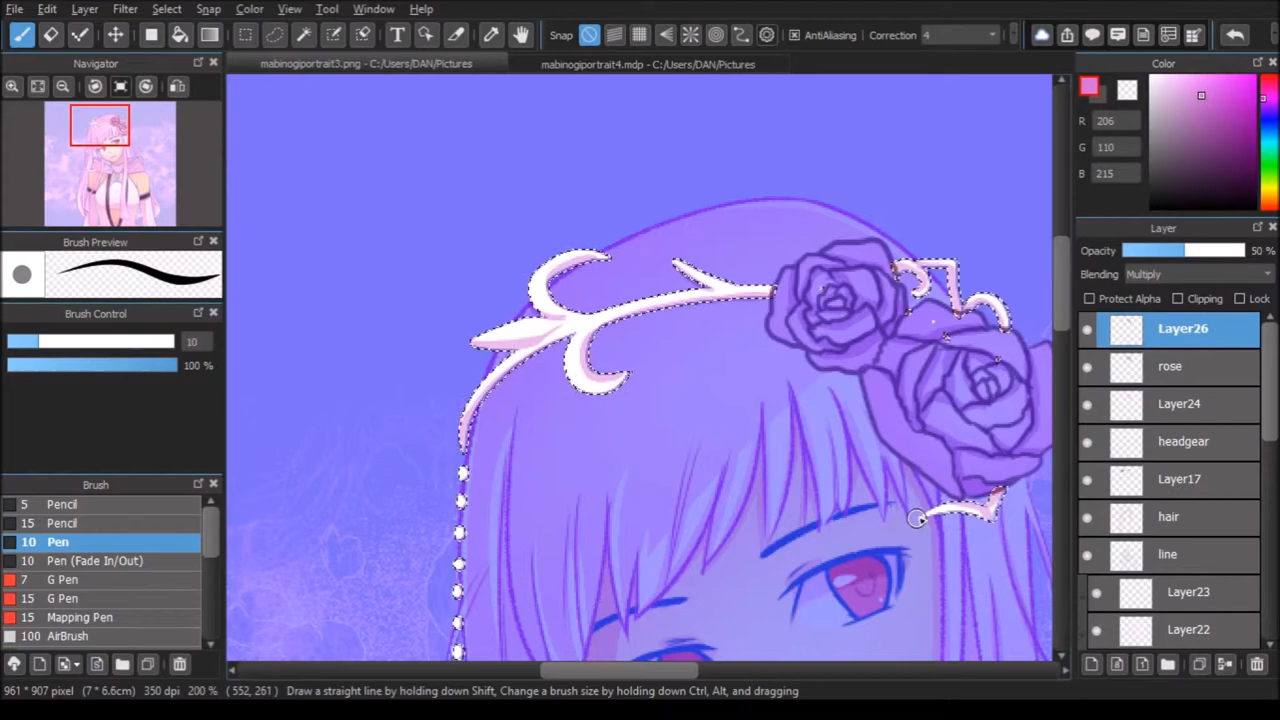 File Edit Layer Filter Select Snap Color View Tool Window Help
Snap AntiAliasing Correction 4
Navigator
mabinogiportrait3.png - C:/Users/DAN/Pictures
mabinogiportrait4.mdp - C:/Users/DAN/Pictures
Color
R 206
G 110
B 215
Brush Preview
Brush Control
10
100 %
Layer
Opacity 50 %
Blending Multiply
Protect Alpha Clipping Lock
Layer26
rose
Layer24
headgear
Layer17
hair
line
Layer23
Layer22
Brush
5 Pencil
15 Pencil
10 Pen
10 Pen (Fade In/Out)
7 G Pen
15 G Pen
15 Mapping Pen
100 AirBrush
961 * 907 pixel (7 * 6.6cm) 350 dpi 200 % ( 552, 261 ) Draw a straight line by holding down Shift, Change a brush size by holding down Ctrl, Alt, and dragging